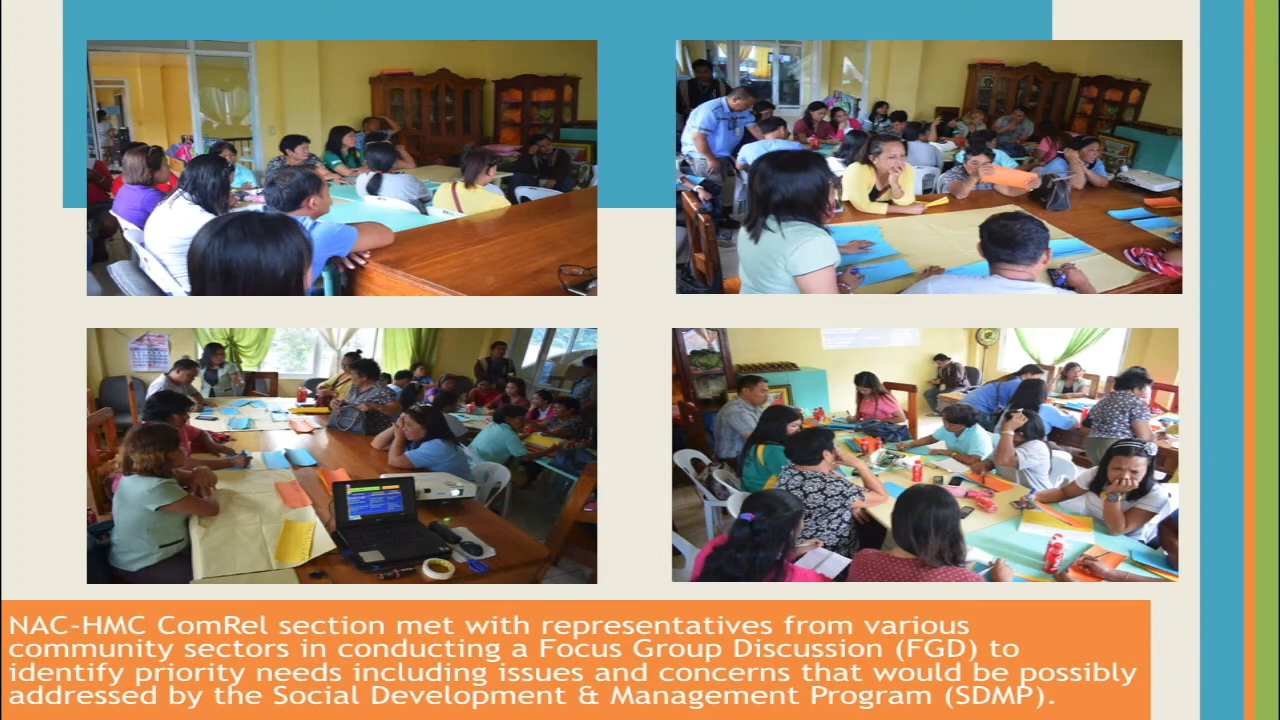 NAC-HMC ComRel section met with representatives from various
community sectors in conducting a Focus Group Discussion (FGD) to
identify priority needs including issues and concerns that would be possibly
addressed by the Social Development & Management Program (SDMP).